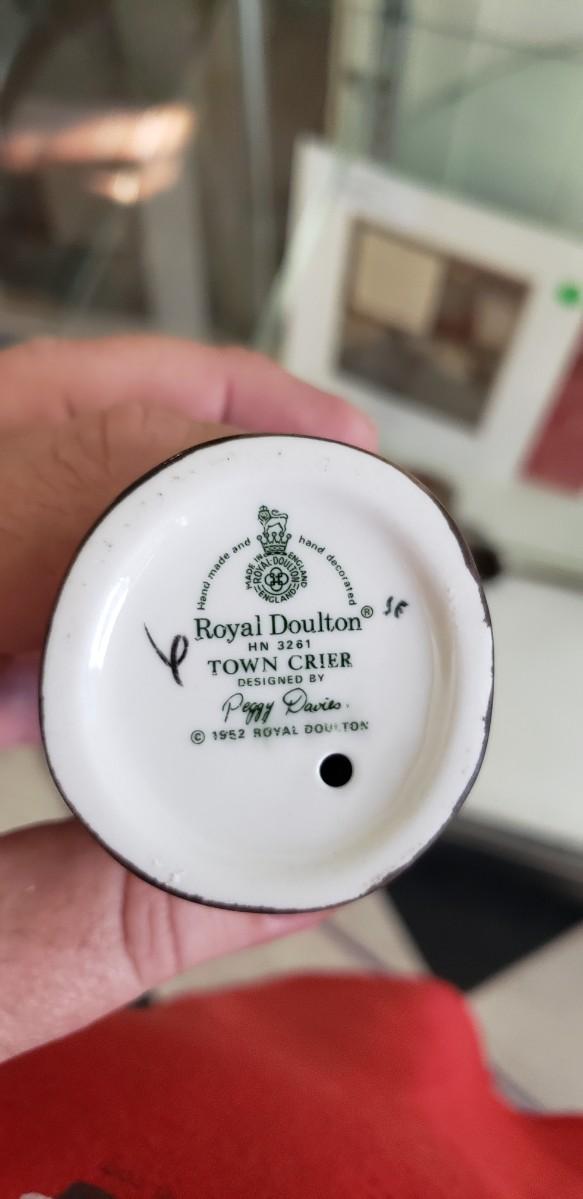 Hand made and hand decorated
MADE IN ENGLAND
ROYAL DOULTON
ENGLAND
Royal Doulton® SF
HN 3261
TOWN CRIER
DESIGNED BY
Peggy Davies.
© 1952 ROYAL DOULTON